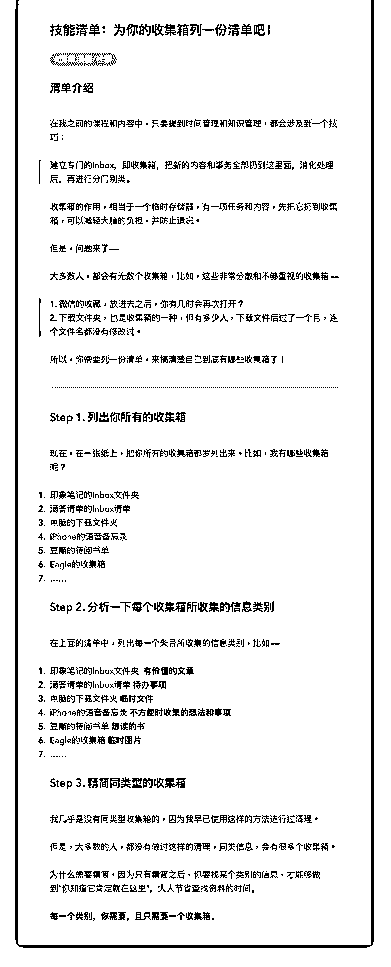 技能清单：为你的收集箱列一份清单吧！
清单介绍
在我之前的课程和内容中，只要提到时间管理和知识管理，都会涉及到一个技
巧：
建立专门的Inbox，即收集箱，把新的内容和事务全部扔到这里面，消化处理
后，再进行分门别类。
收集箱的作用，相当于一个临时存储器，有一项任务和内容，先把它扔到收集
箱，可以减轻大脑的负担，并防止遗忘。
但是，问题来了——
大多数人，都会有无数个收集箱，比如，这些非常分散和不够重视的收集箱——
1. 微信的收藏，放进去之后，你有几时会再次打开？
2. 下载文件夹，也是收集箱的一种，但有多少人，下载文件后过了一个月，连
个文件名都没有修改过。
所以，你需要列一份清单，来搞清楚自己到底有哪些收集箱了！
Step 1. 列出你所有的收集箱
现在，在一张纸上，把你所有的收集箱都罗列出来。比如，我有哪些收集箱
呢？
1. 印象笔记的Inbox文件夹
2. 滴答清单的Inbox清单
3. 电脑的下载文件夹
4. iPhone的语音备忘录
5. 豆瓣的待阅书单
6. Eagle的收集箱
7. ......
Step 2. 分析一下每个收集箱所收集的信息类别
在上面的清单中，列出每一个条目所收集的信息类别，比如——
1. 印象笔记的Inbox文件夹 有价值的文章
2. 滴答清单的Inbox清单 待办事项
3. 电脑的下载文件夹 临时文件
4. iPhone的语音备忘录 不方便时收集的想法和事项
5. 豆瓣的待阅书单 想读的书
6. Eagle的收集箱 临时图片
7. ......
Step 3. 精简同类型的收集箱
我几乎是没有同类型收集箱的，因为我早已使用这样的方法进行过清理。
但是，大多数的人，都没有做过这样的清理，同类信息，会有很多个收集箱。
为什么需要精简，因为只有精简之后，你要找某个类别的信息，才能够做
到“你知道它肯定就在这里”，大大节省查找资料的时间。
每一个类别，你需要，且只需要一个收集箱。